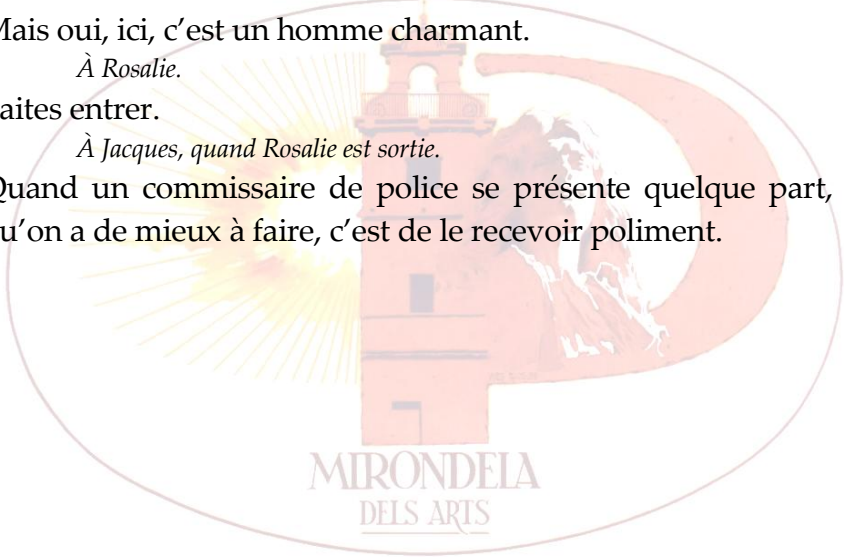 Mais oui, ici, c’est un homme charmant.
À Rosalie.
aites entrer.
À Jacques, quand Rosalie est sortie.
Quand un commissaire de police se présente quelque part,
u’on a de mieux à faire, c’est de le recevoir poliment.
MIRONDELA
DELS ARTS